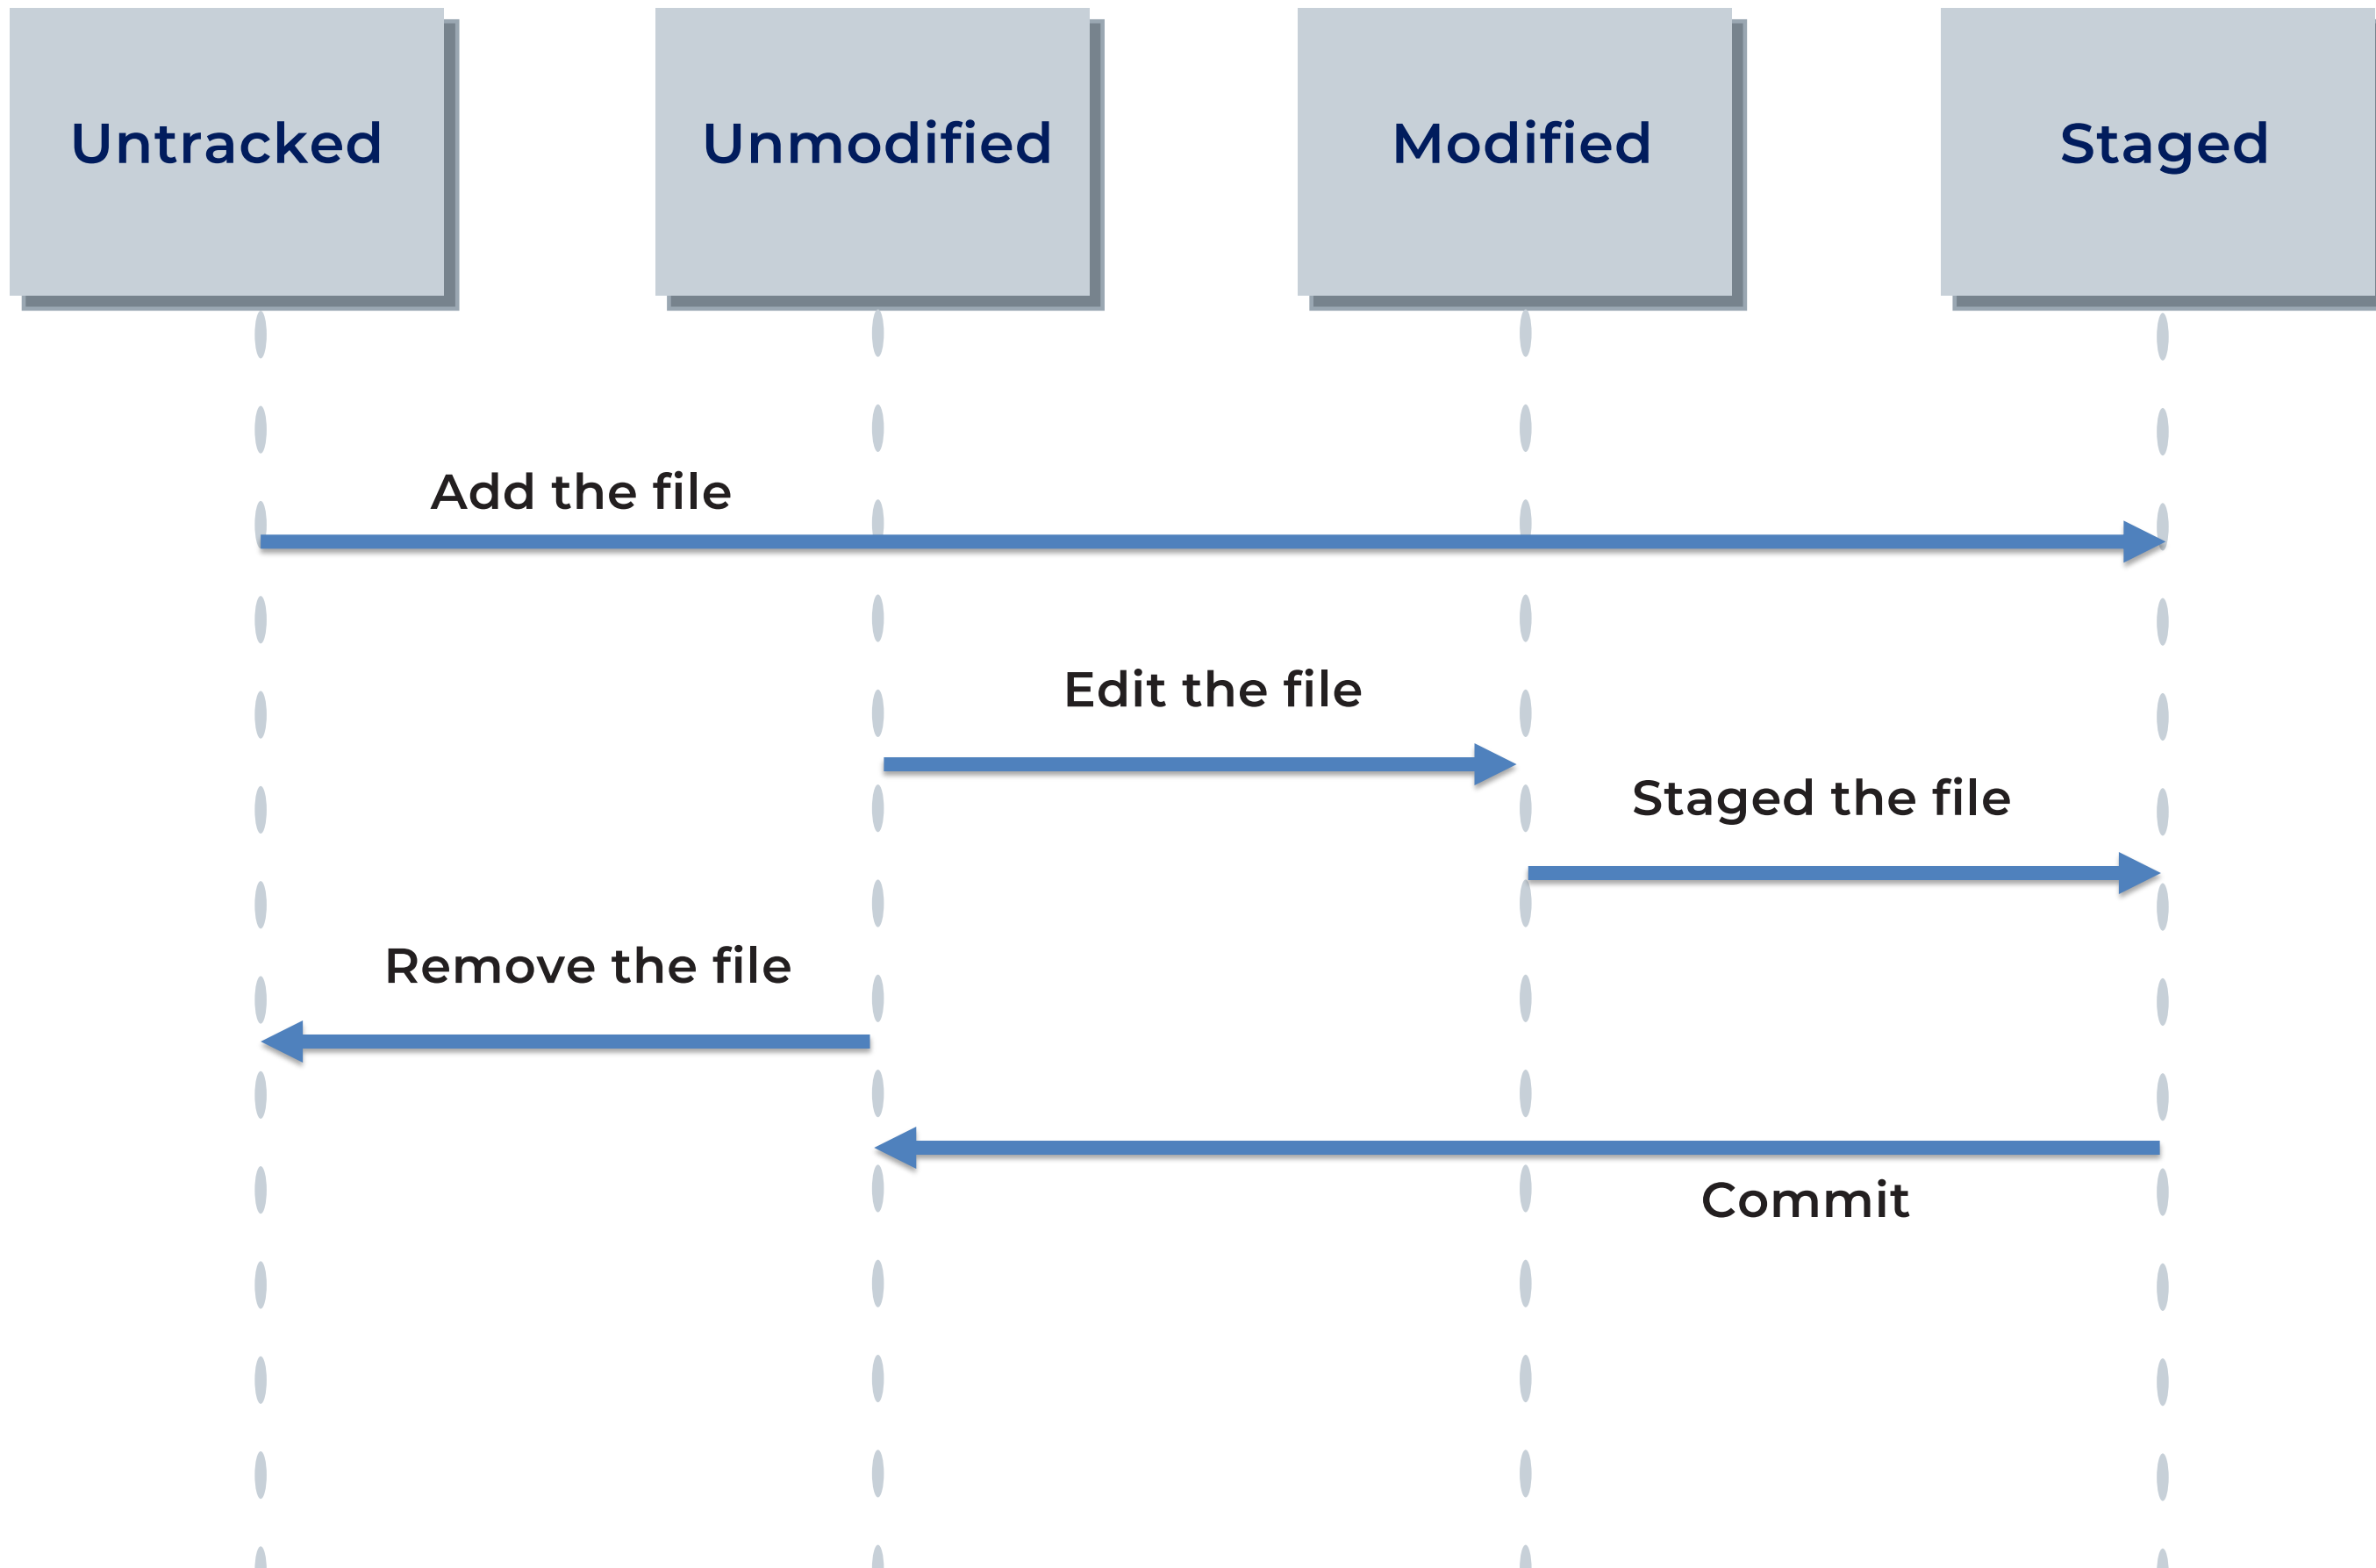 Untracked
Unmodified
Modified
Staged
Add the file
Edit the file
Staged the file
Remove the file
Commit